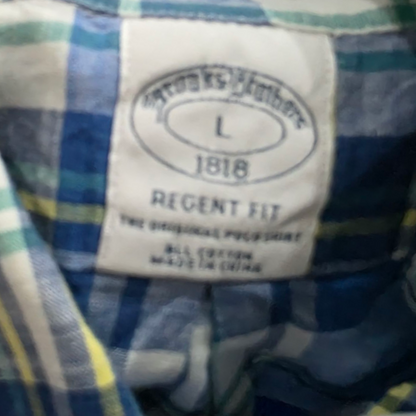 Brooks Brothers
L
1818
REGENT FIT
THE ORIGINAL POLO SHIRT
ALL COTTON
MADE IN CHINA